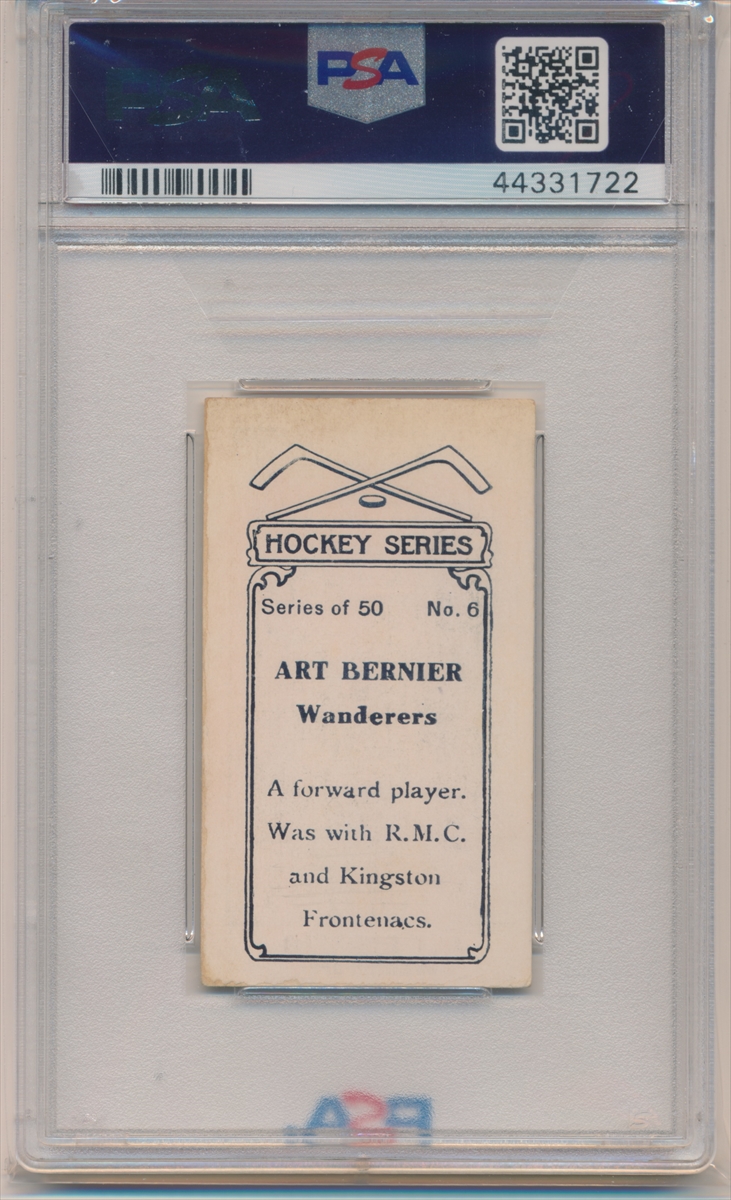 PSA
44331722
HOCKEY SERIES
Series of 50 No. 6
ART BERNIER
Wanderers
A forward player.
Was with R.M.C.
and Kingston
Frontenacs.
PSA